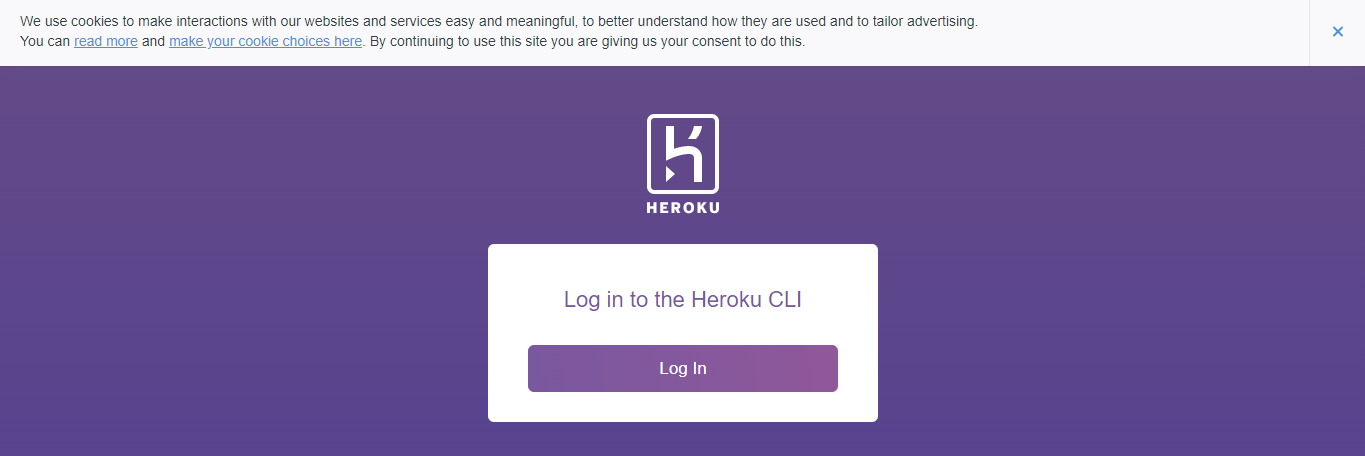 We use cookies to make interactions with our websites and services easy and meaningful, to better understand how they are used and to tailor advertising.
You can read more and make your cookie choices here. By continuing to use this site you are giving us your consent to do this.
HEROKU
Log in to the Heroku CLI
Log In